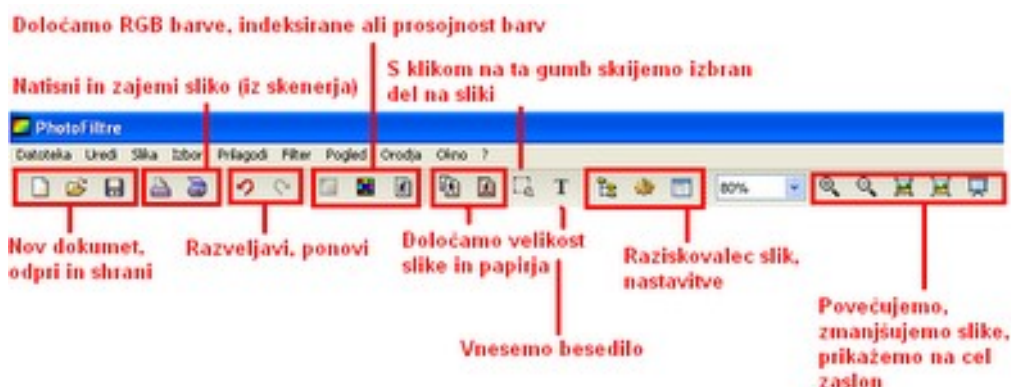 Določamo RGB barve, indeksirane ali prosojnost barv
S klikom na ta gumb skrijemo izbran
del na sliki
Natisni in zajemi sliko (iz skenerja)
PhotoFiltre
Datoteka Uredi Slika Izbor Prilagodi Filter Pogled Orodja Okno ?
T
80%
Nov dokumet,
odpri in shrani
Razveljavi, ponovi
Določamo velikost
slike in papirja
Raziskovalec slik,
nastavitve
Vnesemo besedilo
Povečujemo,
zmanjšujemo slike,
prikažemo na cel
zaslon